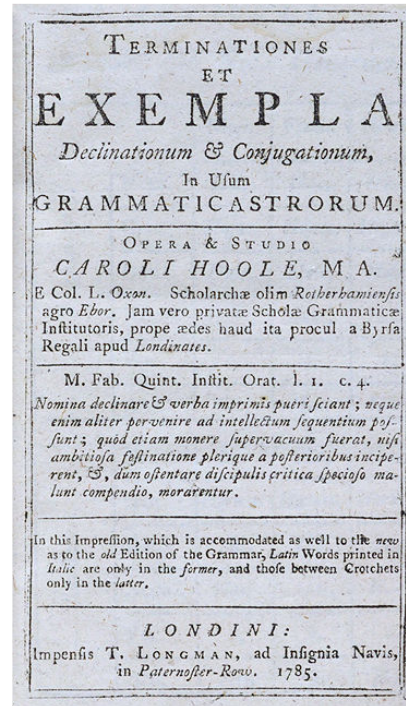 TERMINATIONES
ET
EXEMPLA
Declinationum & Conjugationum,
In Uſum
GRAMMATICASTRORUM.
OPERA & STUDIO
CAROLI HOOLE, M A.
E Col. L. Oxon. Scholarchæ olim Rotherhamienſis
agro Ebor. Jam vero privatæ Scholæ Grammaticæ
Inſtitutoris, prope ædes haud ita procul a Byrſa
Regali apud Londinates.
M. Fab. Quint. Inſtit. Orat. l. 1. c. 4.
Nomina declinare & verba imprimis pueri ſciant; neque
enim aliter pervenire ad intellectum ſequentium poſ-
ſunt; quód etiam monere ſupervacuum fuerat, niſi
ambitioſa feſtinatione plerique a poſterioribus incipe-
rent, &, dum oſtentare diſcipulis critica ſpecioſo ma-
lunt compendio, morarentur.
In this Impreſſion, which is accommodated as well to the new
as to the old Edition of the Grammar, Latin Words printed in
Italic are only in the former, and thoſe between Crotchets
only in the latter.
LONDINI:
Impenſis T. LONGMAN, ad Inſignia Navis,
in Paternoſter-Row. 1785.